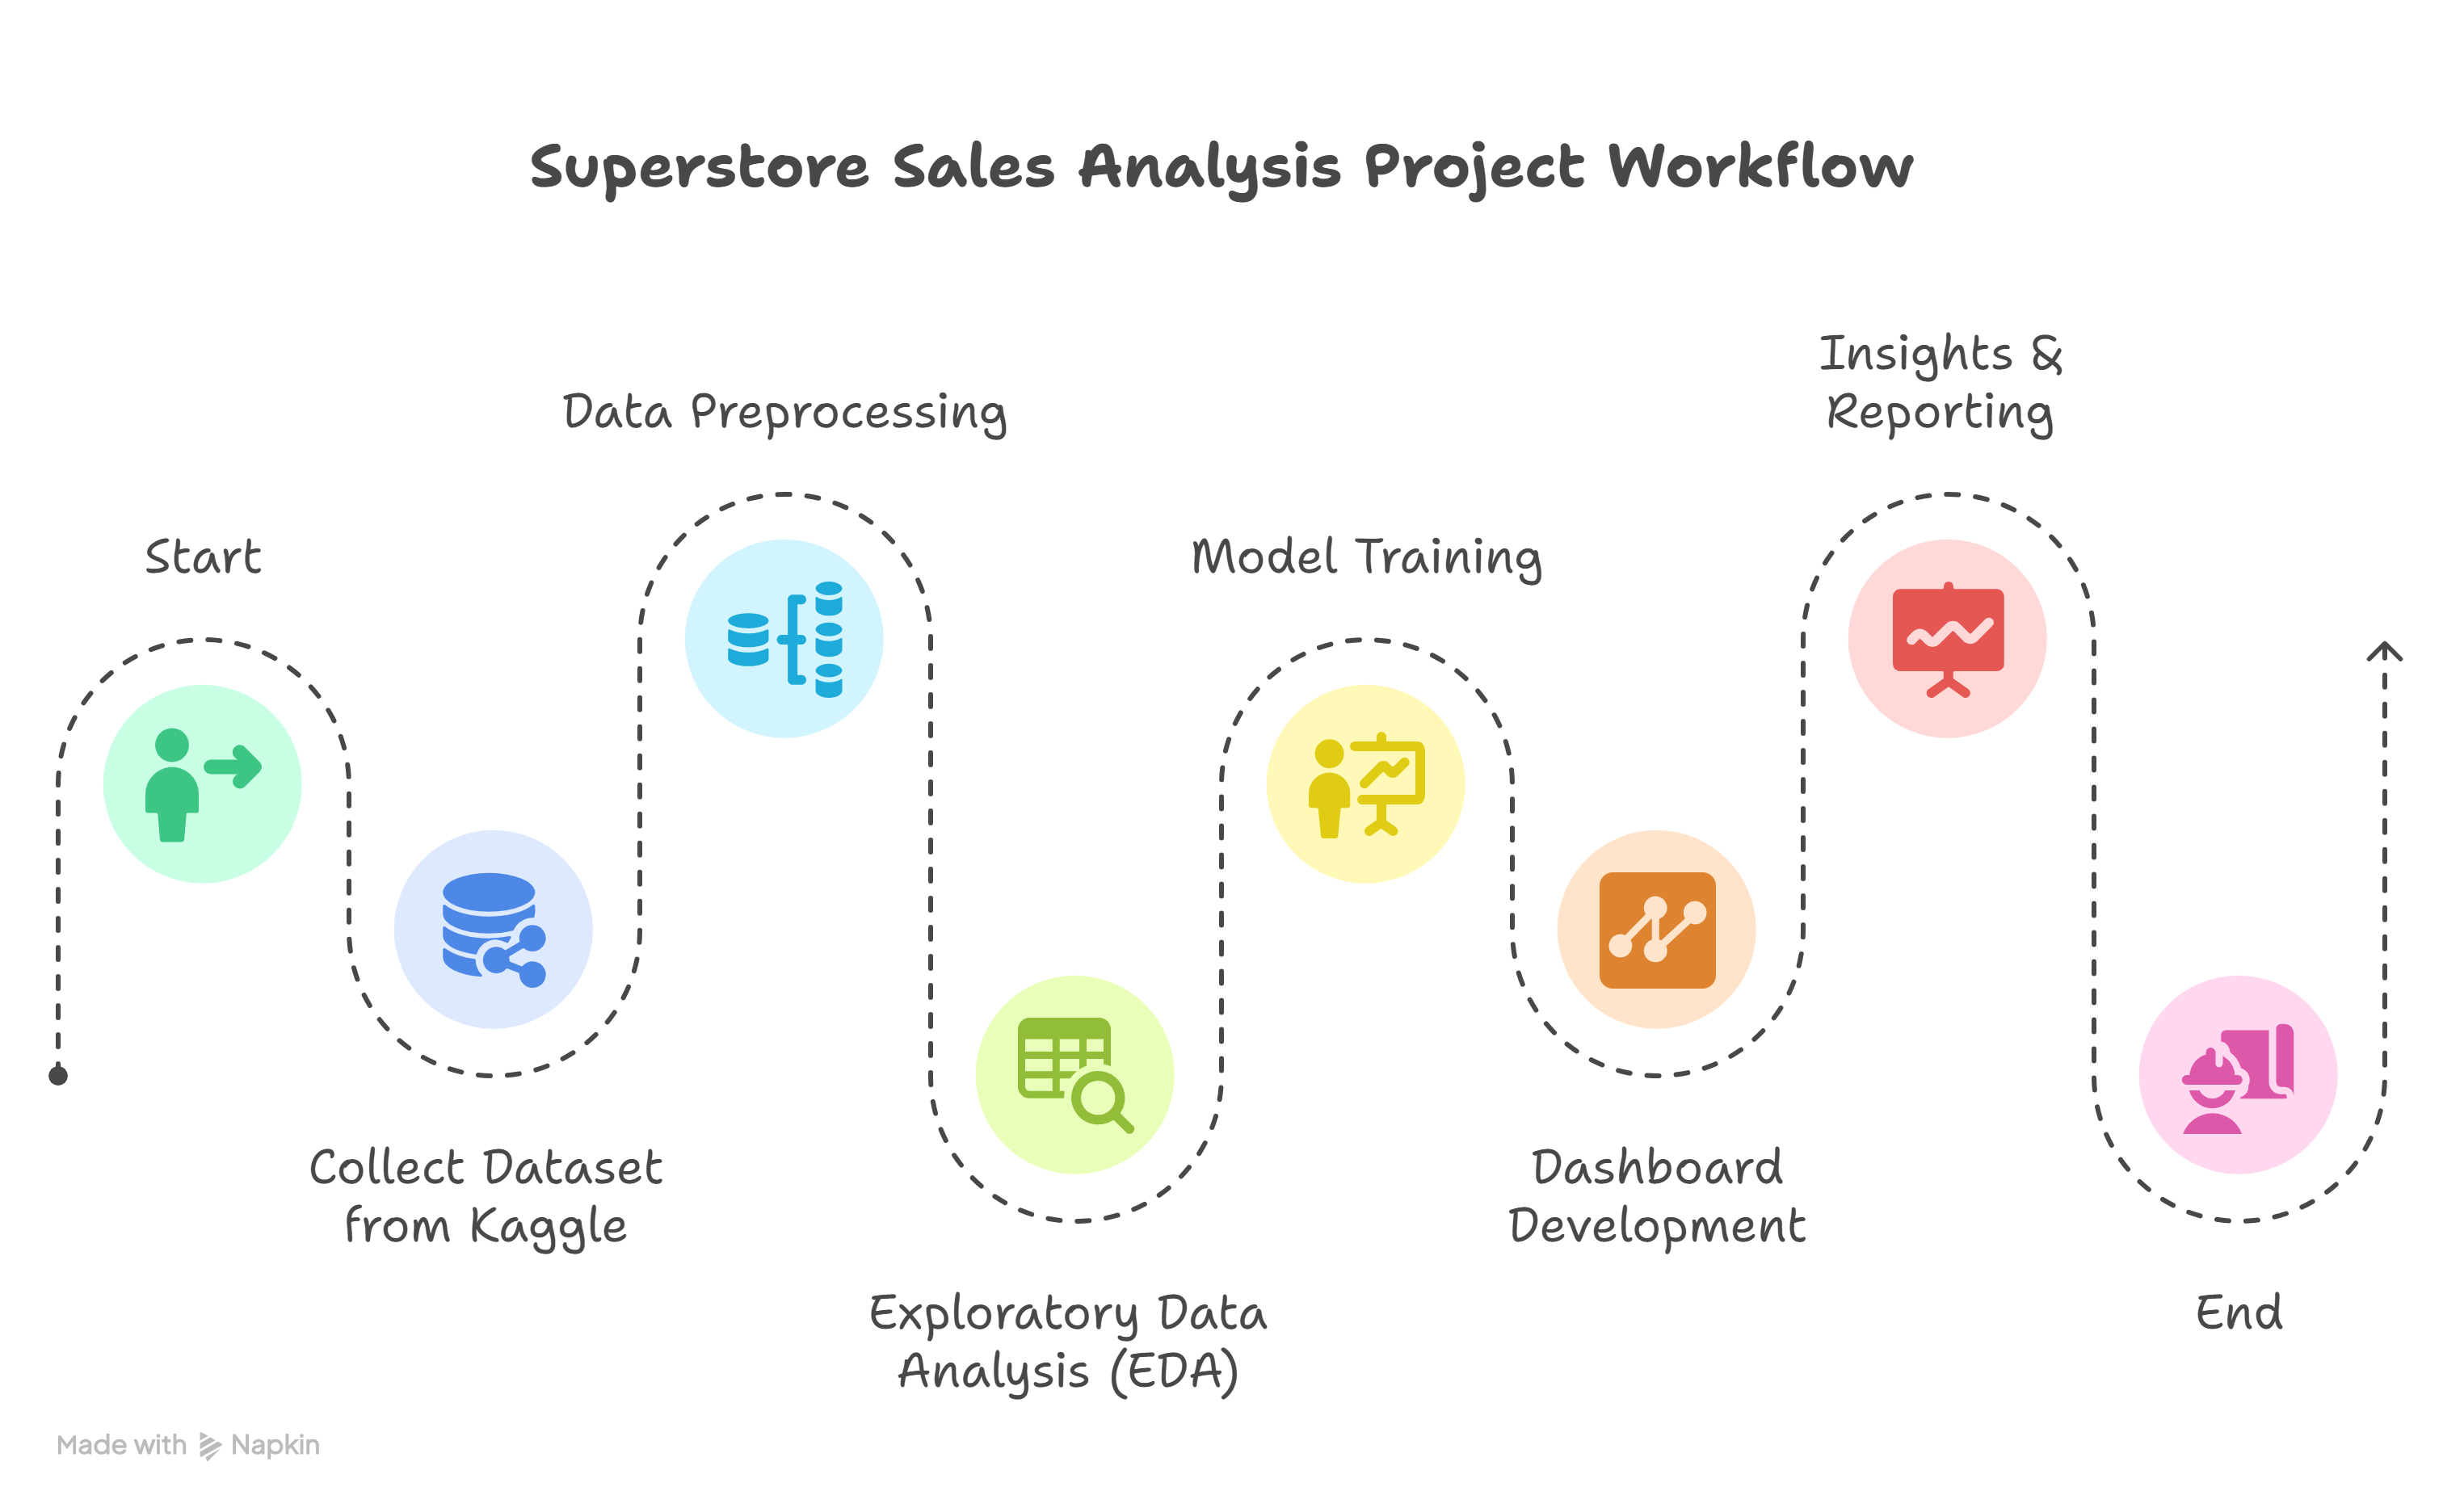 Superstore Sales Analysis Project Workflow
Start
Collect Dataset
from Kaggle
Data Preprocessing
Exploratory Data
Analysis (EDA)
Model Training
Dashboard
Development
Insights &
Reporting
End
Made with Napkin